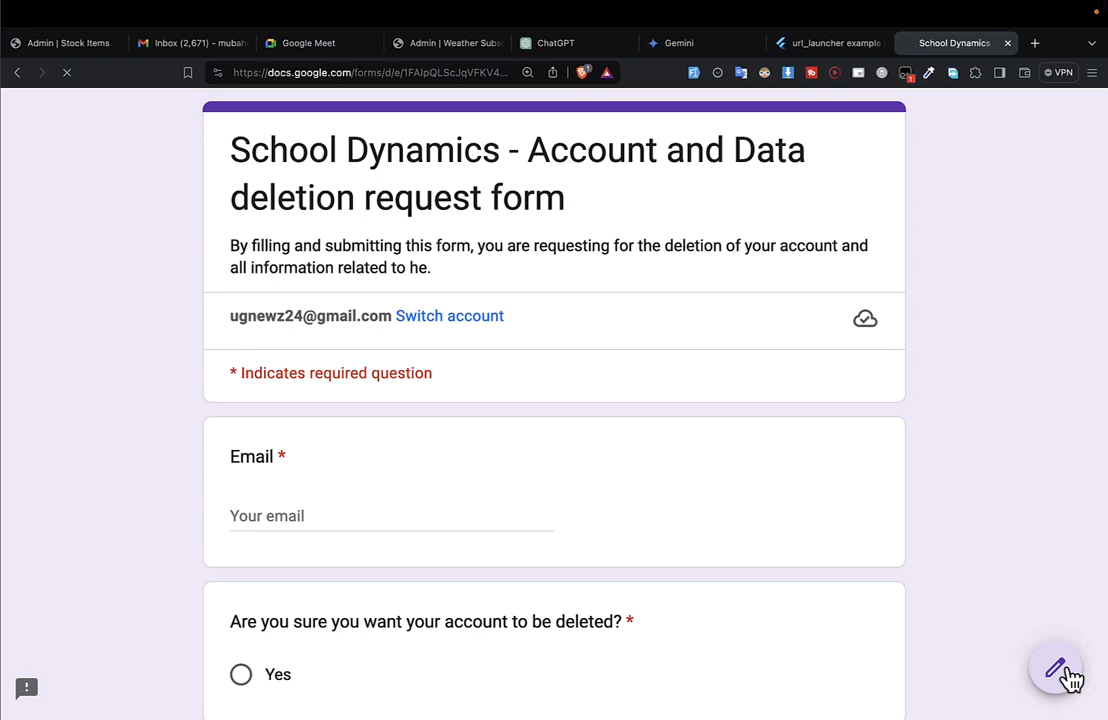 Admin | Stock Items
Inbox (2,671) - mubaha
Google Meet
Admin | Weather Subs
ChatGPT
Gemini
url_launcher example
School Dynamics
https://docs.google.com/forms/d/e/1FAIpQLScJqVFKV4...
1
1
VPN
School Dynamics - Account and Data
deletion request form
By filling and submitting this form, you are requesting for the deletion of your account and
all information related to he.
ugnewz24@gmail.com Switch account
* Indicates required question
Email *
Your email
Are you sure you want your account to be deleted? *
Yes